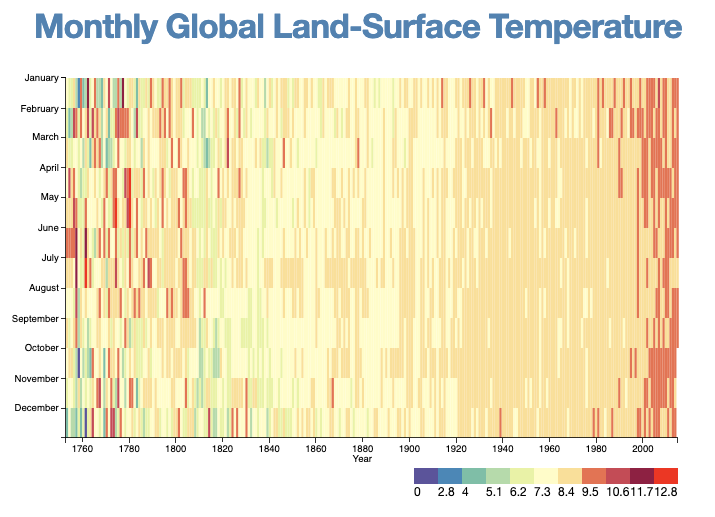 Monthly Global Land-Surface Temperature
January
February
March
April
May
June
July
August
September
October
November
December
1760 1780 1800 1820 1840 1860 1880 1900 1920 1940 1960 1980 2000
Year
0 2.8 4 5.1 6.2 7.3 8.4 9.5 10.6 11.7 12.8